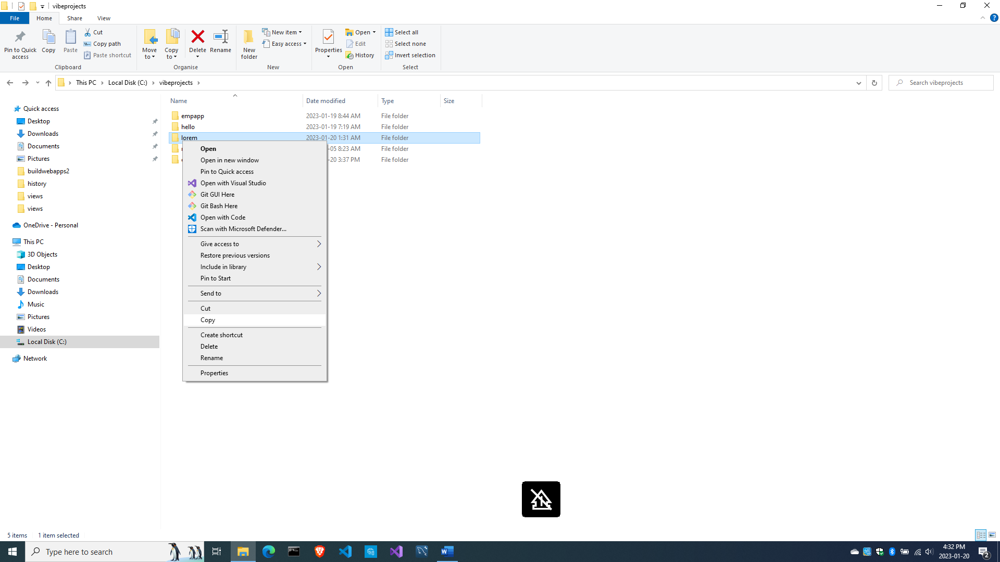 vibeprojects
File
Home
Share
View
Pin to Quick access
Copy
Paste
Cut
Copy path
Paste shortcut
Clipboard
Move to
Copy to
Delete
Rename
Organise
New folder
New item
Easy access
New
Properties
Open
Edit
History
Open
Select all
Select none
Invert selection
Select
This PC
Local Disk (C:)
vibeprojects
Search vibeprojects
Name
Date modified
Type
Size
empapp 2023-01-19 8:44 AM File folder
hello 2023-01-19 7:19 AM File folder
lorem 2023-01-20 1:31 AM File folder
-05 8:23 AM File folder
-20 3:37 PM File folder
Quick access
Desktop
Downloads
Documents
Pictures
buildwebapps2
history
views
views
OneDrive - Personal
This PC
3D Objects
Desktop
Documents
Downloads
Music
Pictures
Videos
Local Disk (C:)
Network
Open
Open in new window
Pin to Quick access
Open with Visual Studio
Git GUI Here
Git Bash Here
Open with Code
Scan with Microsoft Defender...
Give access to
Restore previous versions
Include in library
Pin to Start
Send to
Cut
Copy
Create shortcut
Delete
Rename
Properties
5 items
1 item selected
Type here to search
4:32 PM
2023-01-20
2